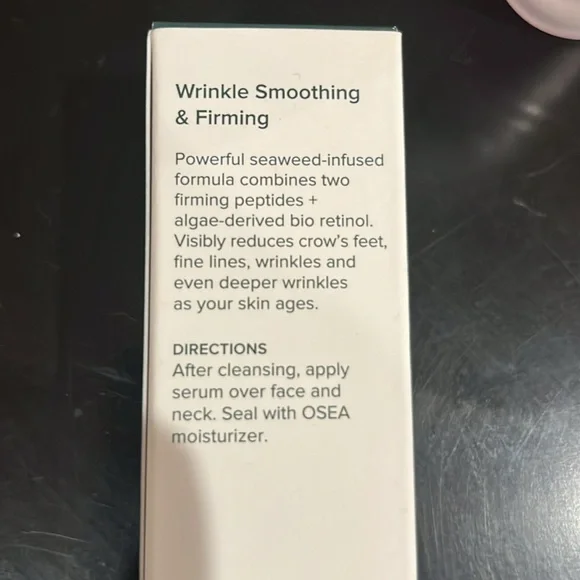 Wrinkle Smoothing
& Firming
Powerful seaweed-infused
formula combines two
firming peptides +
algae-derived bio retinol.
Visibly reduces crow's feet,
fine lines, wrinkles and
even deeper wrinkles
as your skin ages.
DIRECTIONS
After cleansing, apply
serum over face and
neck. Seal with OSEA
moisturizer.